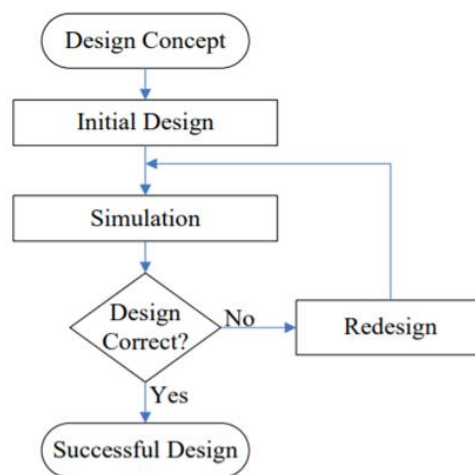 Design Concept
Initial Design
Simulation
Design
Correct?
No
Redesign
Yes
Successful Design